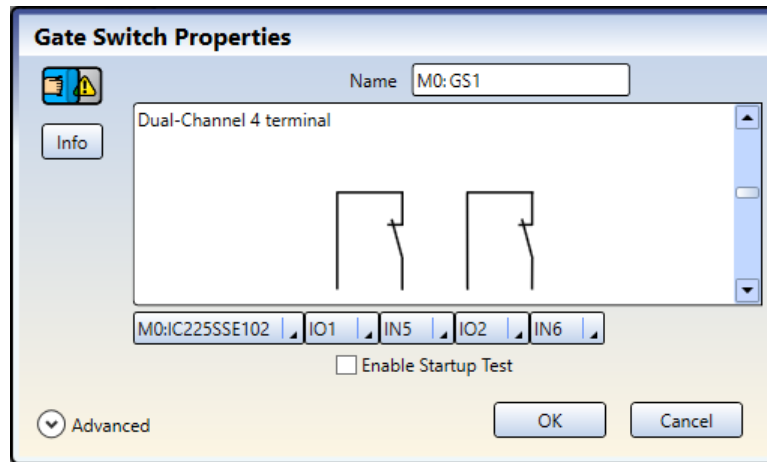 Gate Switch Properties
Name M0:GS1
Info
Dual-Channel 4 terminal
M0:IC225SSE102 IO1 IN5 IO2 IN6
Enable Startup Test
Advanced OK Cancel